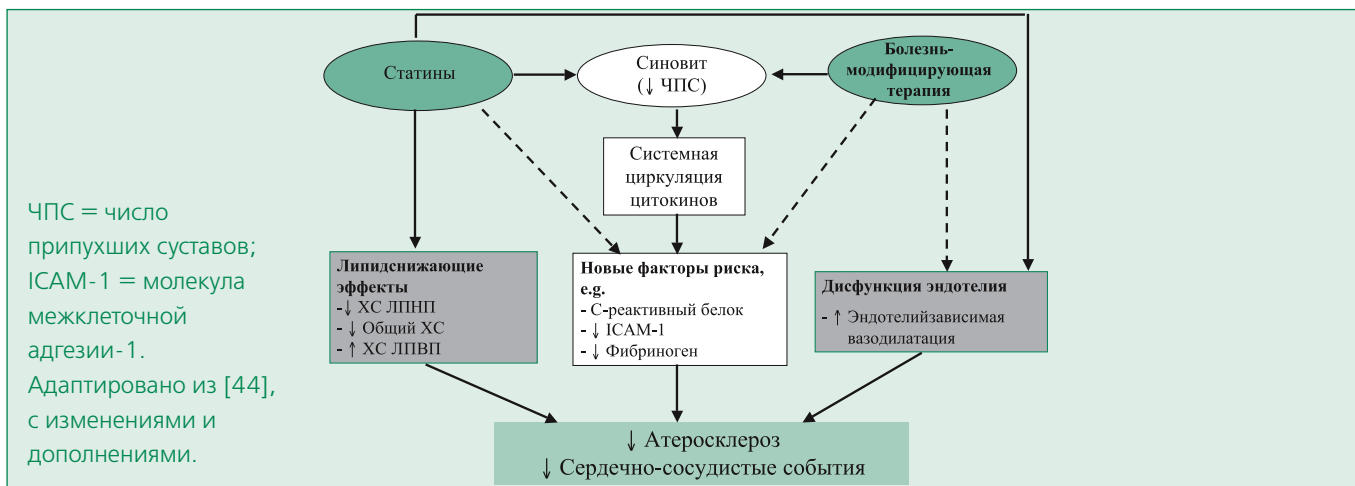 Статины
Синовит
(↓ ЧПС)
Болезнь-
модифицирующая
терапия
Системная
циркуляция
цитокинов
ЧПС = число
припухших суставов;
ICAM-1 = молекула
межклеточной
адгезии-1.
Адаптировано из [44],
с изменениями и
дополнениями.
Липидснижающие
эффекты
-↓ ХС ЛПНП
-↓ Общий ХС
-↑ ХС ЛПВП
Новые факторы риска,
e.g.
- С-реактивный белок
-↓ ICAM-1
-↓ Фибриноген
Дисфункция эндотелия
- ↑ Эндотелийзависимая
вазодилатация
↓ Атеросклероз
↓ Сердечно-сосудистые события